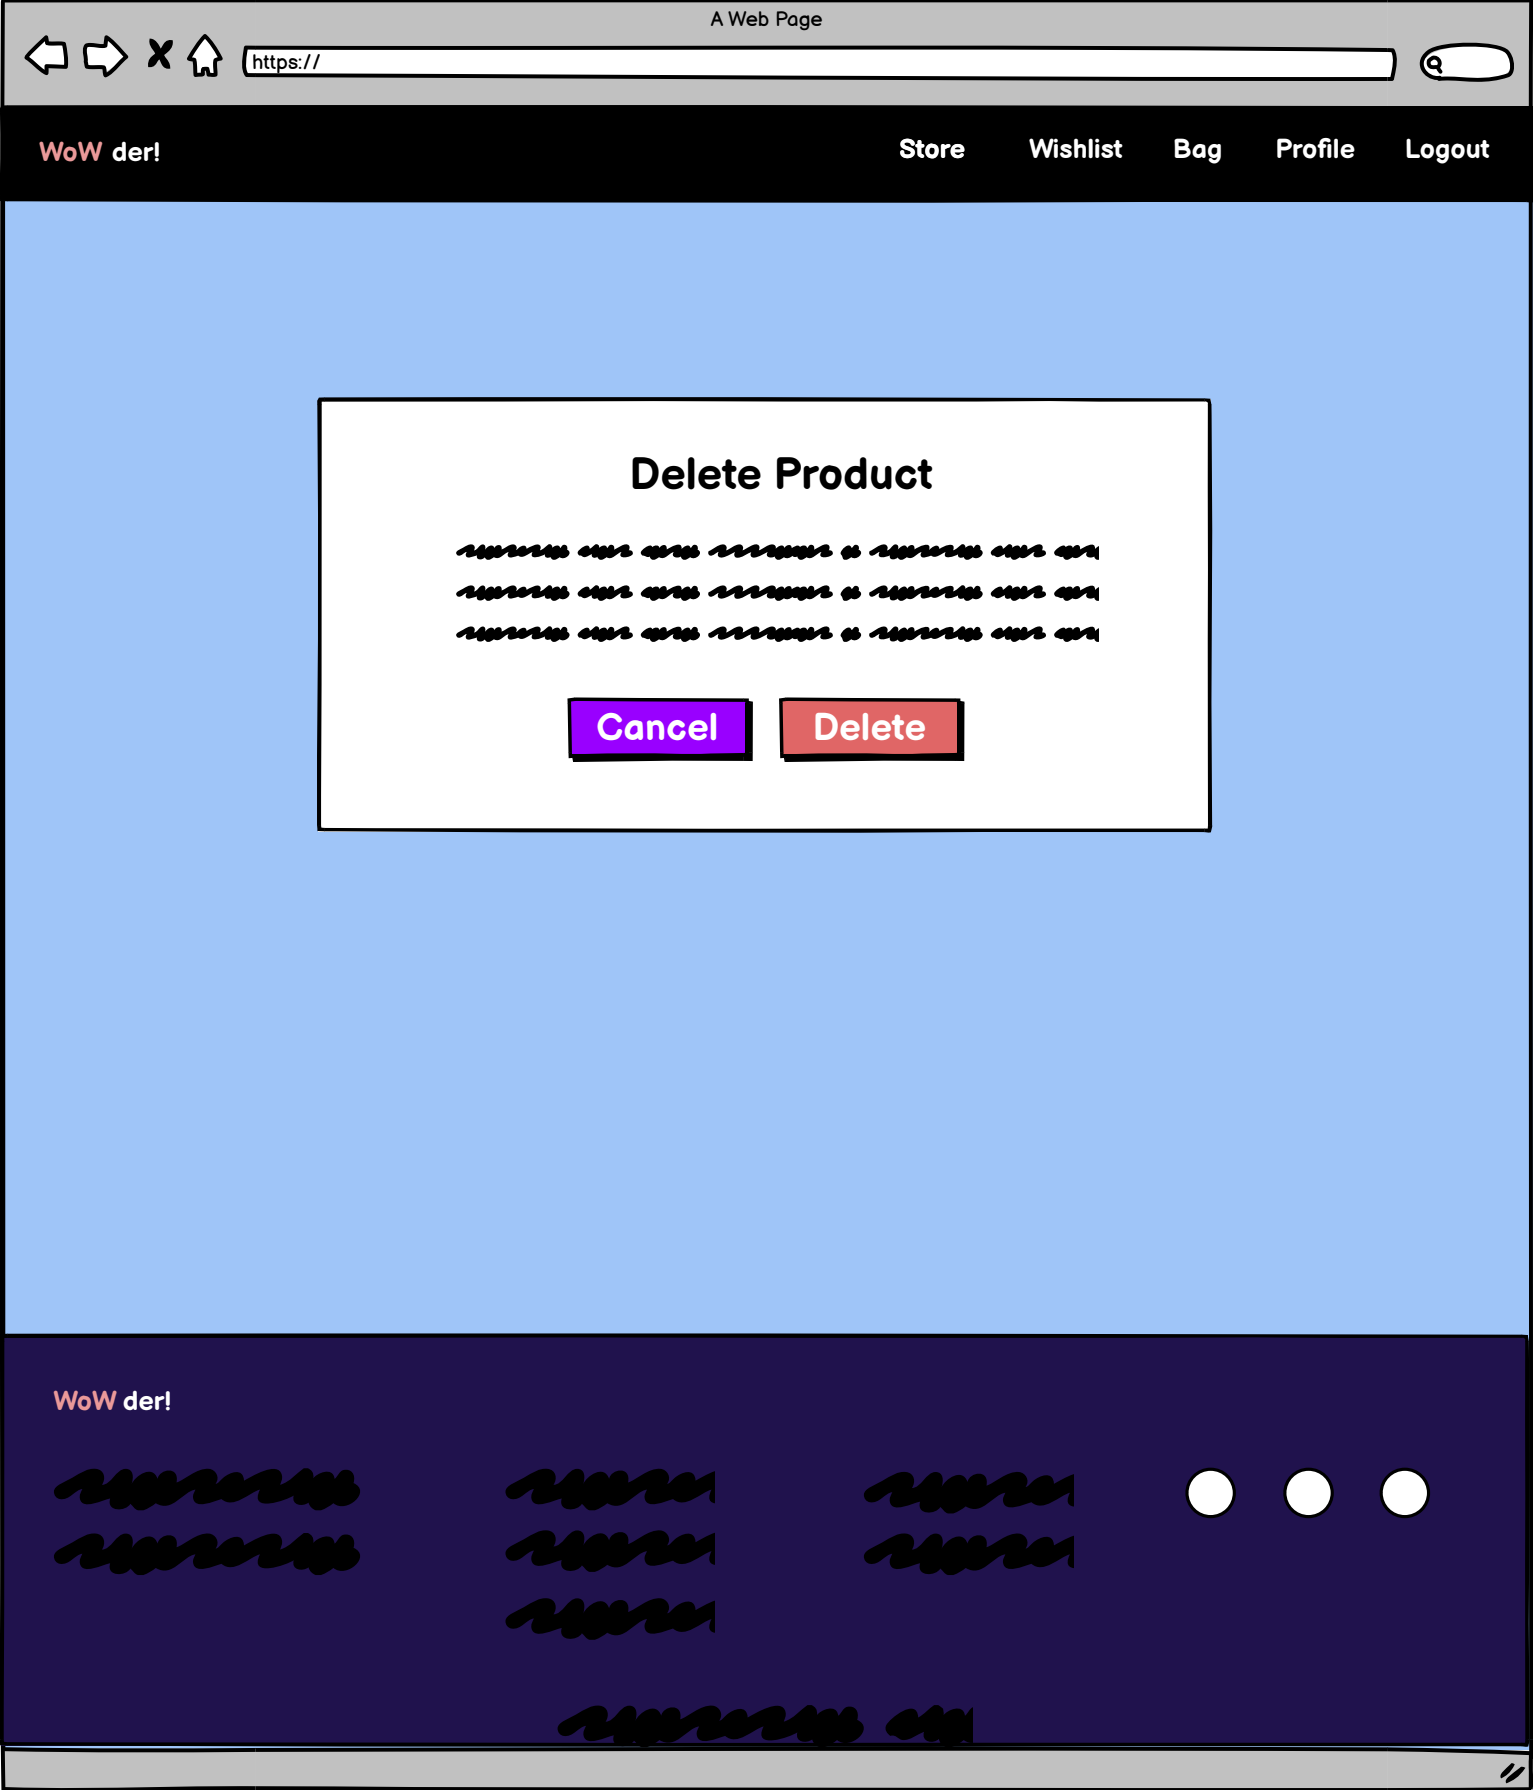 A Web Page
https://
WoW der!
Store Wishlist Bag Profile Logout
Delete Product
Cancel Delete
WoW der!